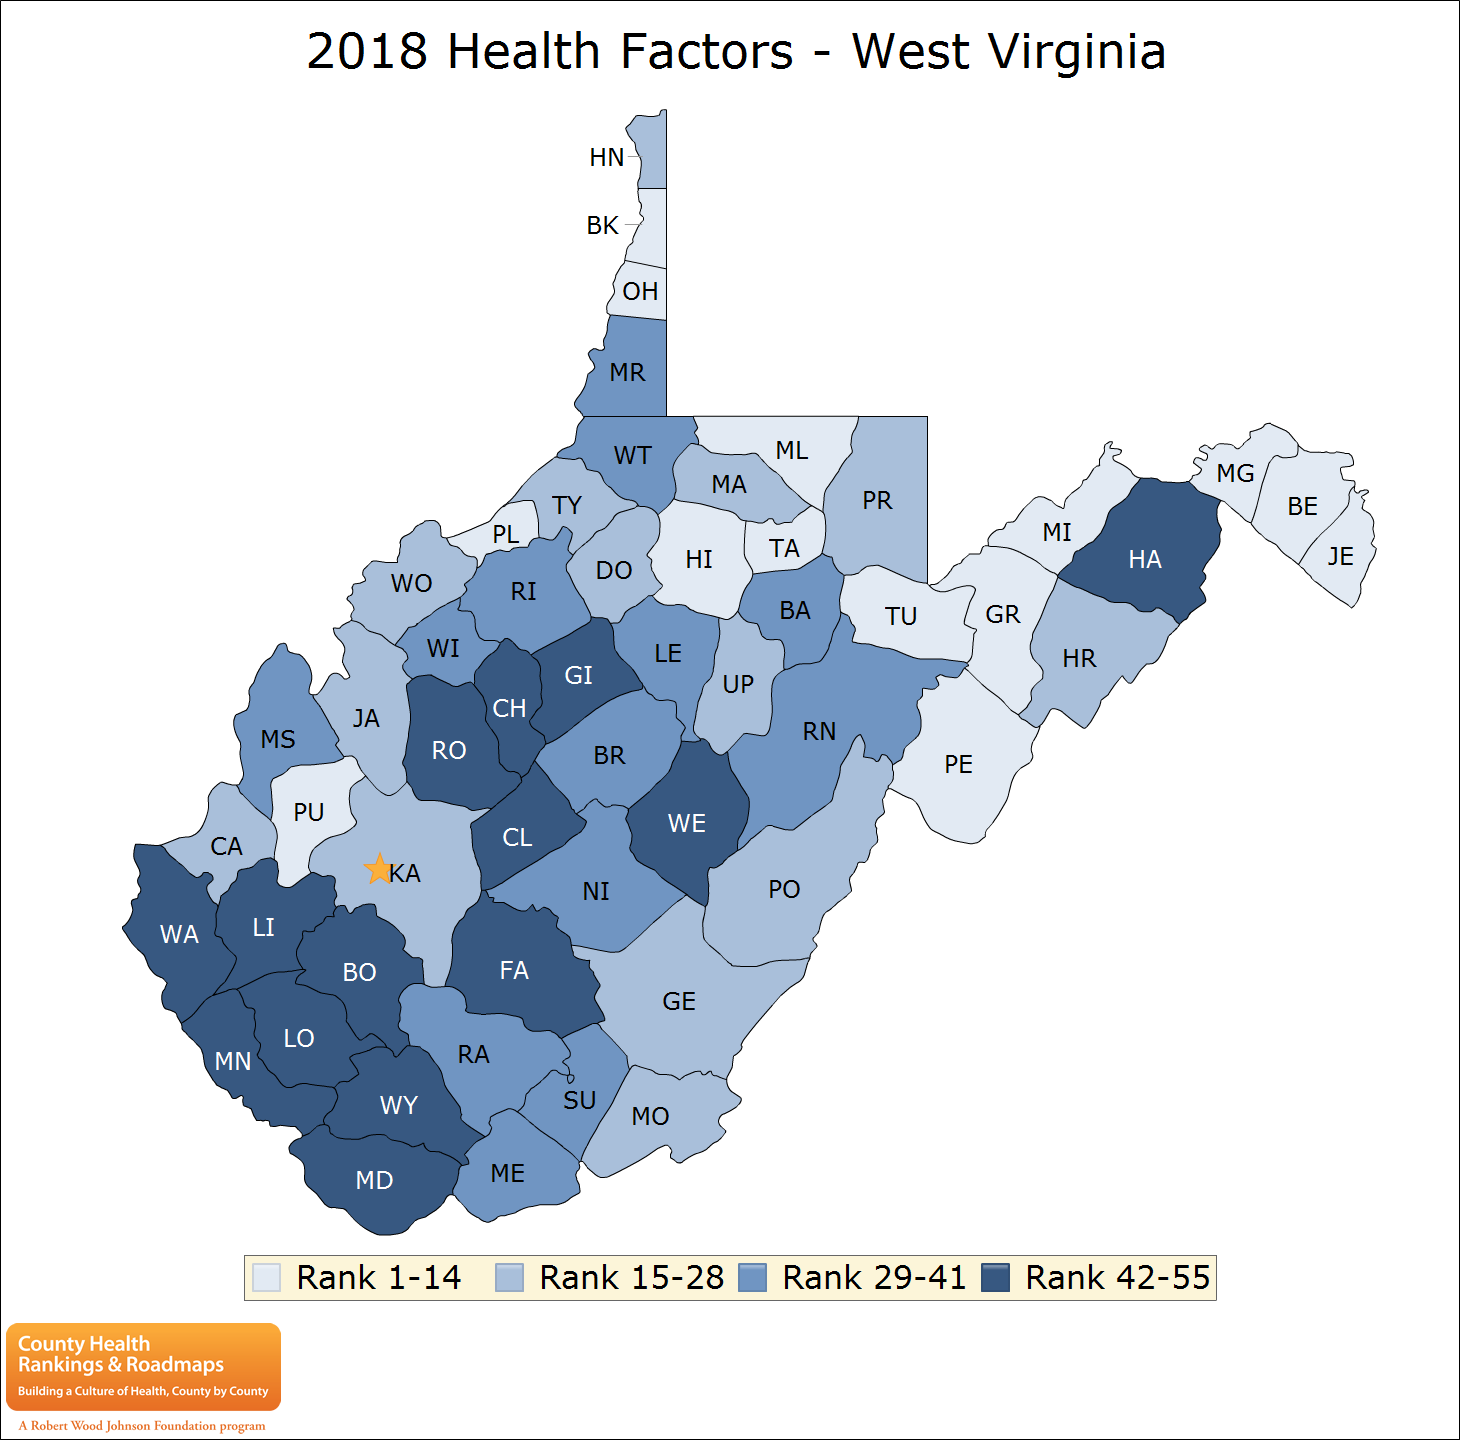 2018 Health Factors - West Virginia
HN
BK
OH
MR
WT
ML
MA
PR
TY
PL
HI
TA
DO
WO
RI
BA
TU
GR
MI
HA
MG
BE
JE
HR
WI
LE
GI
UP
CH
JA
RO
MS
BR
RN
PE
PU
CA
CL
WE
KA
NI
PO
WA
LI
BO
FA
GE
LO
MN
RA
WY
SU
MO
MD
ME
Rank 1-14 Rank 15-28 Rank 29-41 Rank 42-55
County Health
Rankings & Roadmaps
Building a Culture of Health, County by County
A Robert Wood Johnson Foundation program